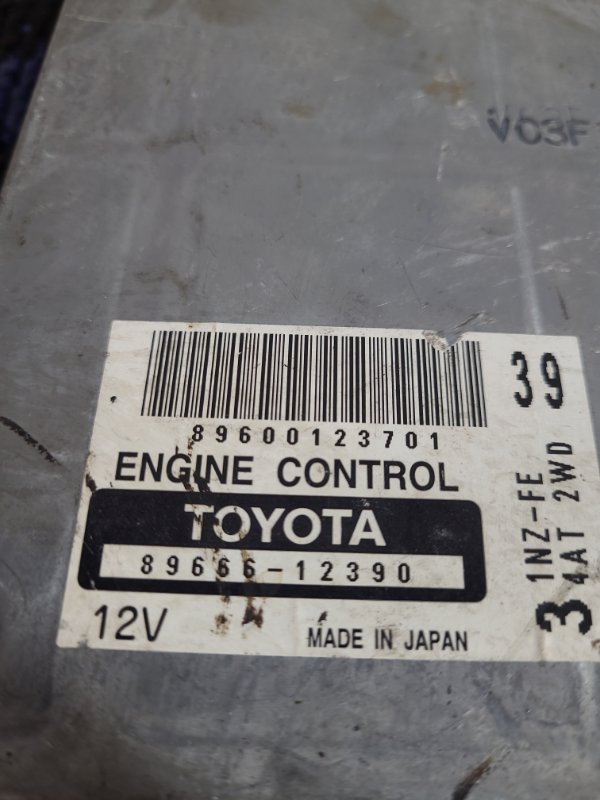 V03F
89600123701
ENGINE CONTROL
TOYOTA
89666-12390
12V
MADE IN JAPAN
39
1NZ-FE
4AT 2WD
3